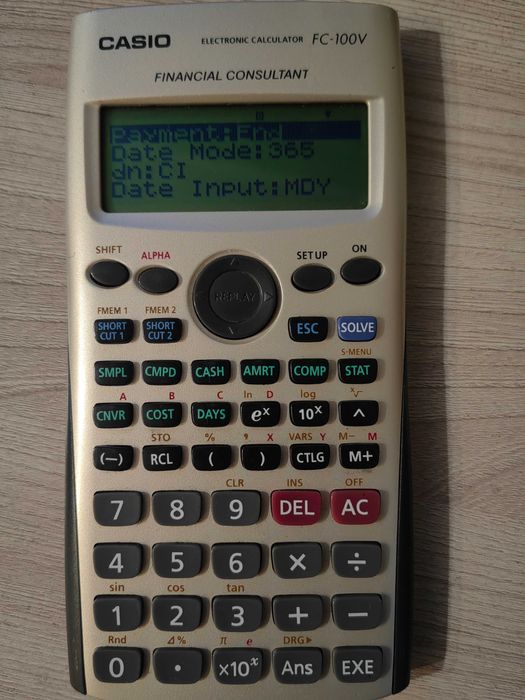 CASIO ELECTRONIC CALCULATOR FC-100V
FINANCIAL CONSULTANT
Payment:End
Date Mode:365
dn:CI
Date Input:MDY
SHIFT ALPHA SET UP ON
REPLAY
FMEM 1 FMEM 2
SHORT CUT 1 SHORT CUT 2 ESC SOLVE
S-MENU
SMPL CMPD CASH AMRT COMP STAT
A B C ln D log x√
CNVR COST DAYS eˣ 10ˣ ^
STO % , X VARS Y M– M
(—) RCL ( ) CTLG M+
CLR INS OFF
7 8 9 DEL AC
4 5 6 × ÷
sin cos tan
1 2 3 + −
Rnd Δ% π e DRG▶
0 • ×10ˣ Ans EXE